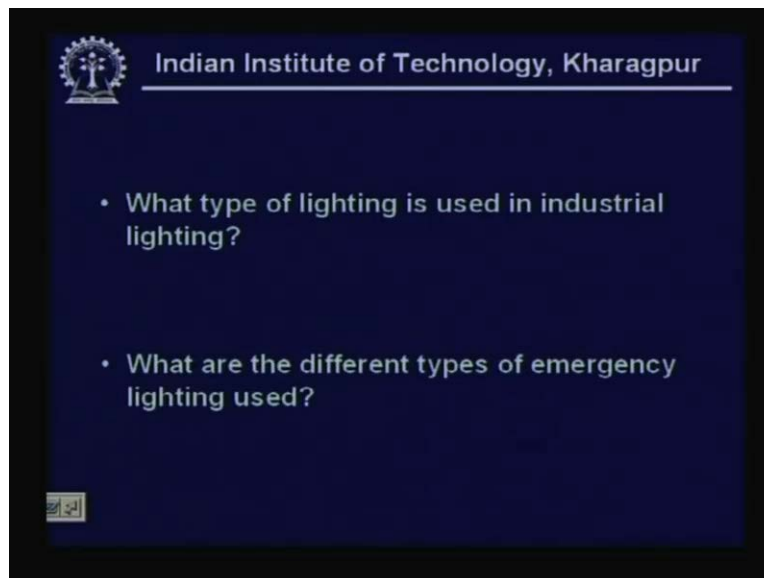 Indian Institute of Technology, Kharagpur
• What type of lighting is used in industrial
lighting?
• What are the different types of emergency
lighting used?